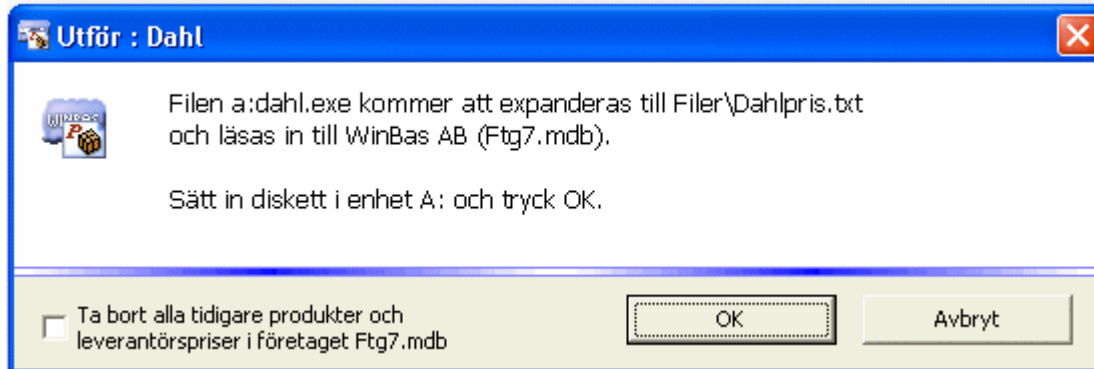 Utför : Dahl
WINBAS
P
Filen a:dahl.exe kommer att expanderas till Filer\Dahlpris.txt
och läsas in till WinBas AB (Ftg7.mdb).
Sätt in diskett i enhet A: och tryck OK.
Ta bort alla tidigare produkter och
leverantörspriser i företaget Ftg7.mdb
OK
Avbryt